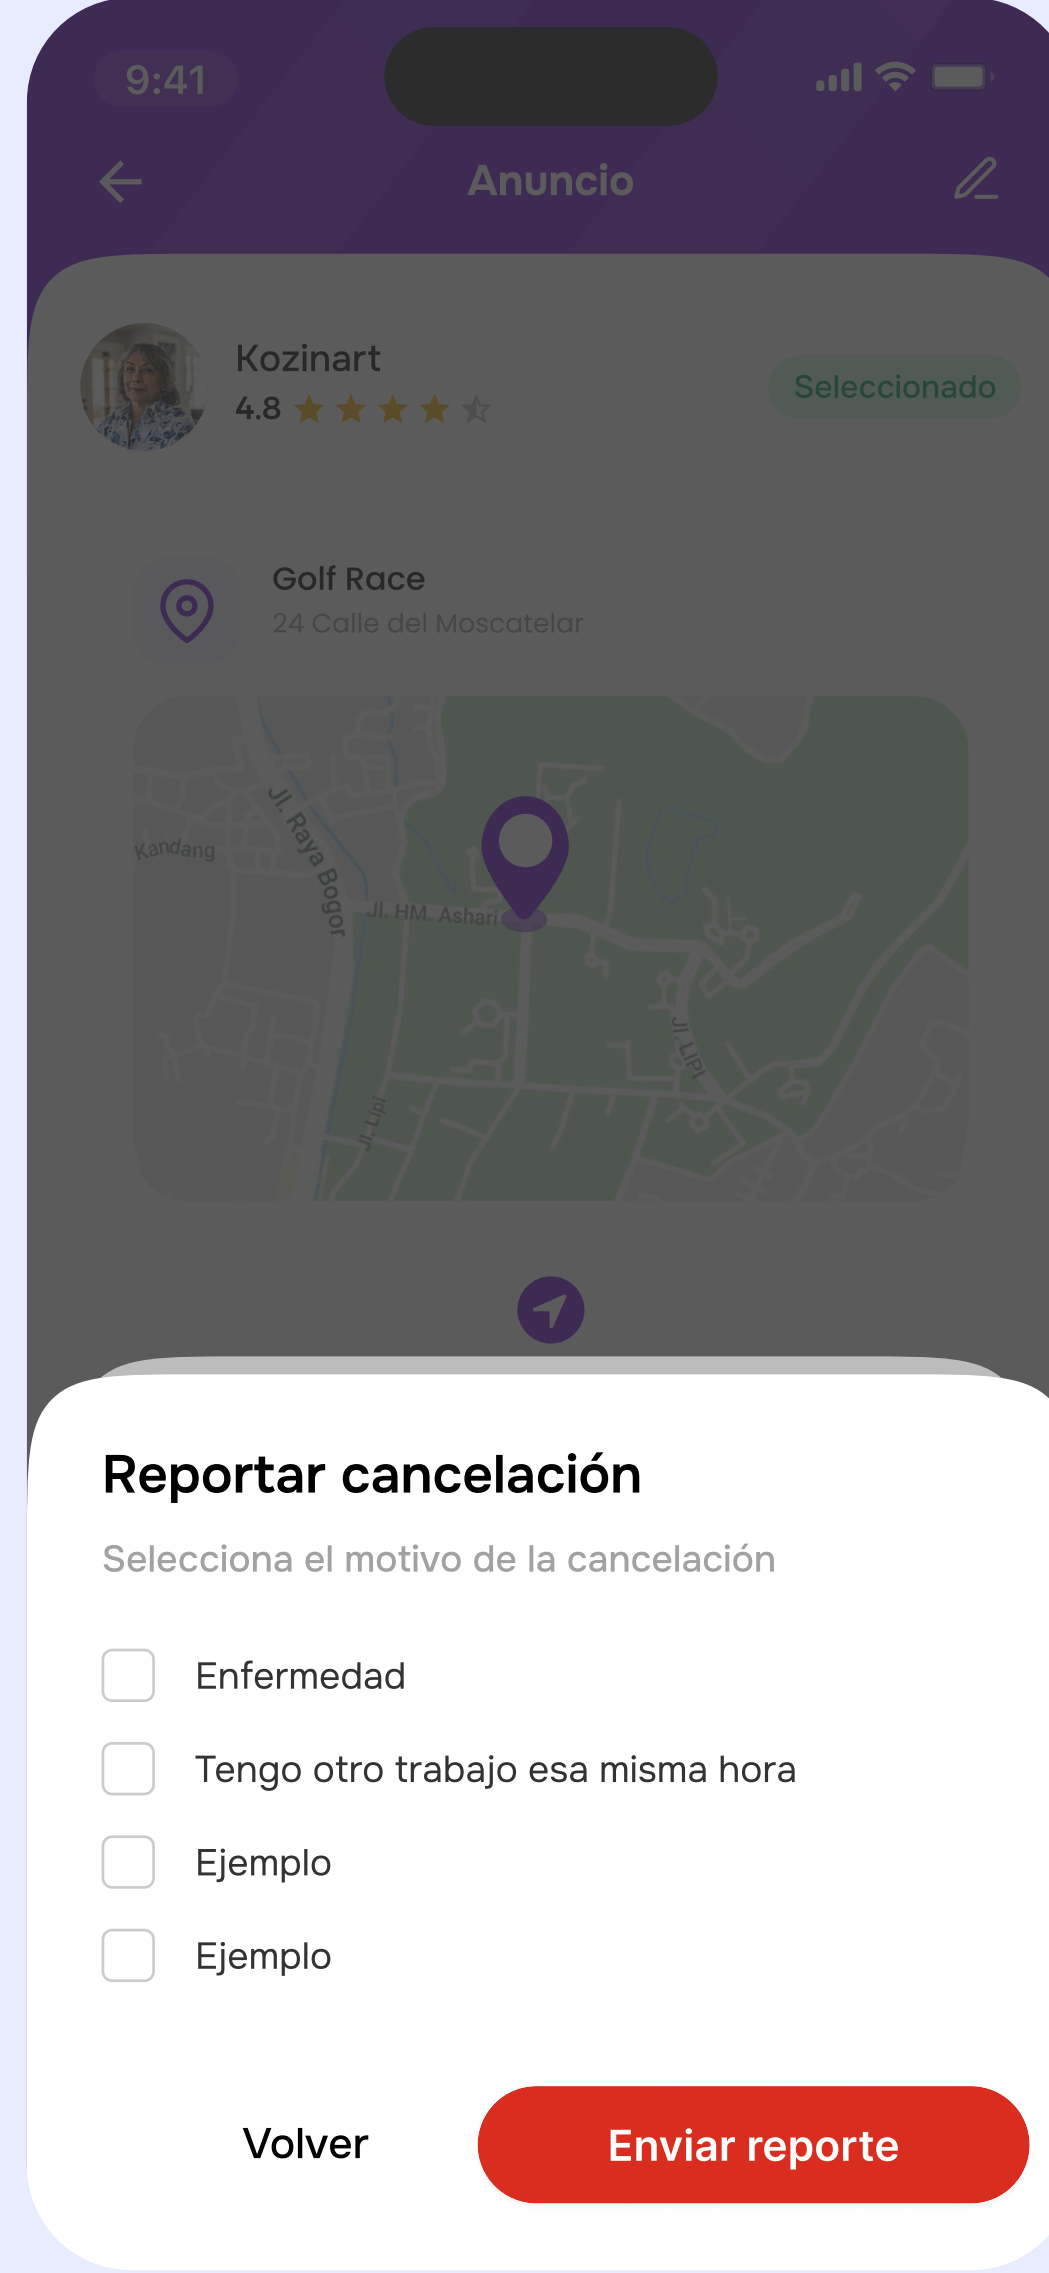 9:41
Anuncio
Kozinart
4.8
Seleccionado
Golf Race
24 Calle del Moscatelar
Jl. Raya Bogor
Kandang
Jl. HM. Ashari
Jl. LIPI
Jl. Lipi
Reportar cancelación
Selecciona el motivo de la cancelación
Enfermedad
Tengo otro trabajo esa misma hora
Ejemplo
Ejemplo
Volver
Enviar reporte